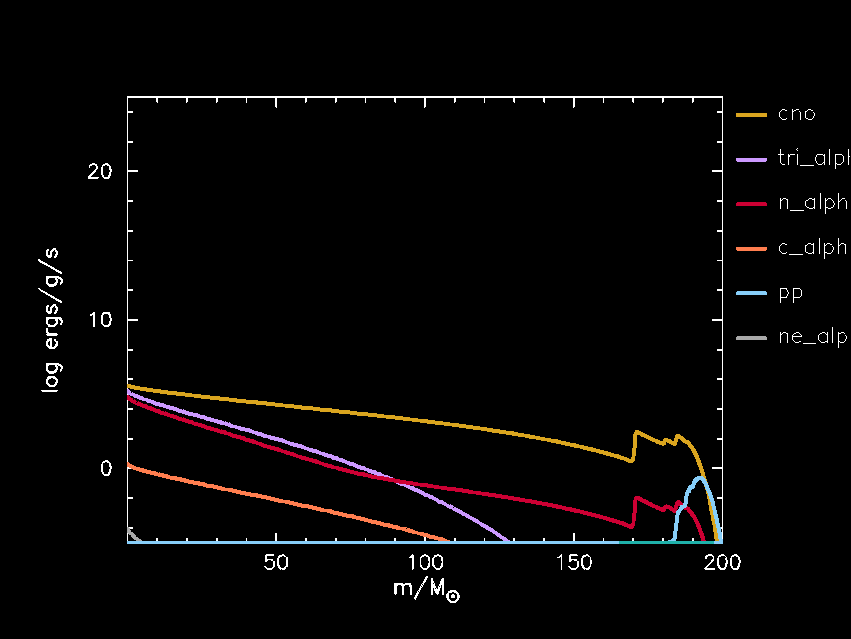 cno
tri_alph
n_alph
c_alph
pp
ne_alp
20
10
0
log ergs/g/s
50 100 150 200
m/M☉